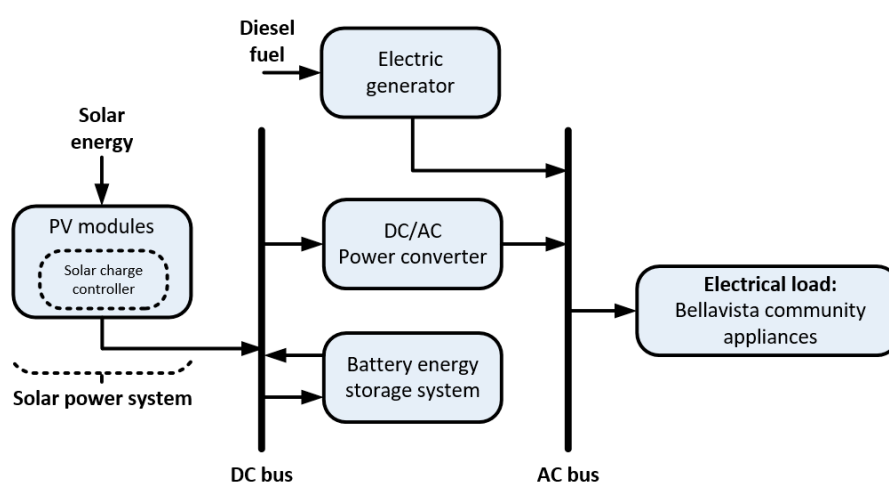 Diesel
fuel
Electric
generator
Solar
energy
PV modules
Solar charge
controller
DC/AC
Power converter
Electrical load:
Bellavista community
appliances
Battery energy
storage system
Solar power system
DC bus
AC bus